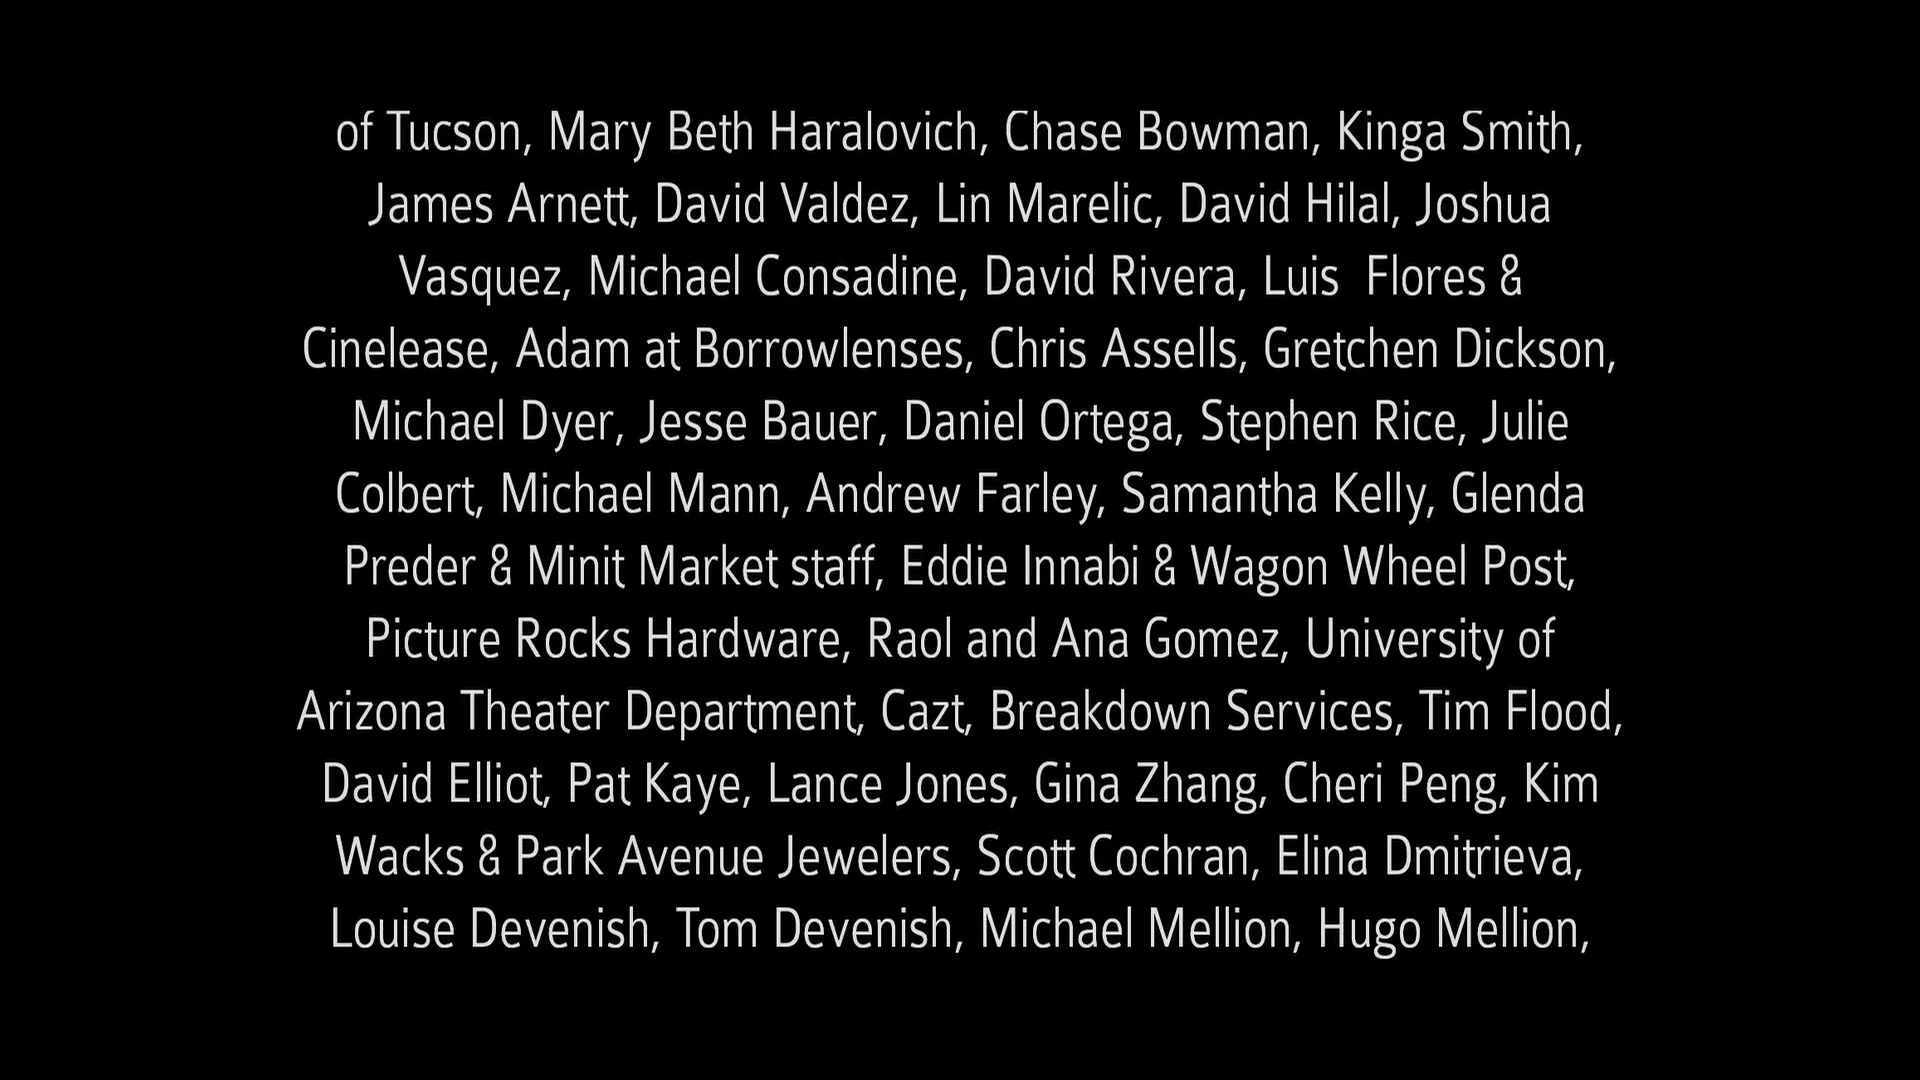 of Tucson, Mary Beth Haralovich, Chase Bowman, Kinga Smith,
James Arnett, David Valdez, Lin Marelic, David Hilal, Joshua
Vasquez, Michael Consadine, David Rivera, Luis  Flores &
Cinelease, Adam at Borrowlenses, Chris Assells, Gretchen Dickson,
Michael Dyer, Jesse Bauer, Daniel Ortega, Stephen Rice, Julie
Colbert, Michael Mann, Andrew Farley, Samantha Kelly, Glenda
Preder & Minit Market staff, Eddie Innabi & Wagon Wheel Post,
Picture Rocks Hardware, Raol and Ana Gomez, University of
Arizona Theater Department, Cazt, Breakdown Services, Tim Flood,
David Elliot, Pat Kaye, Lance Jones, Gina Zhang, Cheri Peng, Kim
Wacks & Park Avenue Jewelers, Scott Cochran, Elina Dmitrieva,
Louise Devenish, Tom Devenish, Michael Mellion, Hugo Mellion,